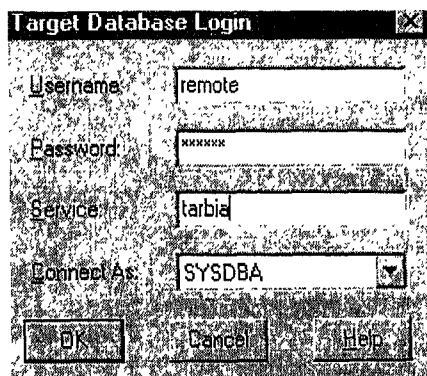 Target Database Login
Username: remote
Password: ******
Service: tarbia
Connect As: SYSDBA
OK Cancel Help